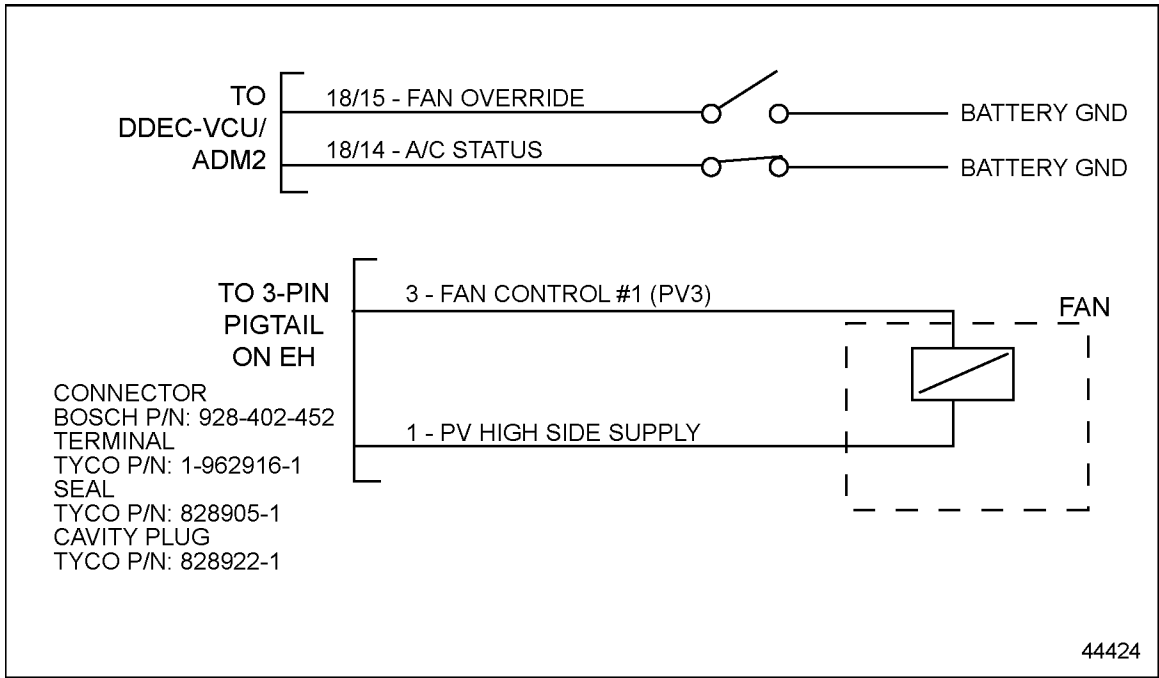 TO
DDEC-VCU/
ADM2
18/15 - FAN OVERRIDE
BATTERY GND
18/14 - A/C STATUS
BATTERY GND
TO 3-PIN
PIGTAIL
ON EH
3 - FAN CONTROL #1 (PV3)
FAN
1 - PV HIGH SIDE SUPPLY
CONNECTOR
BOSCH P/N: 928-402-452
TERMINAL
TYCO P/N: 1-962916-1
SEAL
TYCO P/N: 828905-1
CAVITY PLUG
TYCO P/N: 828922-1
44424